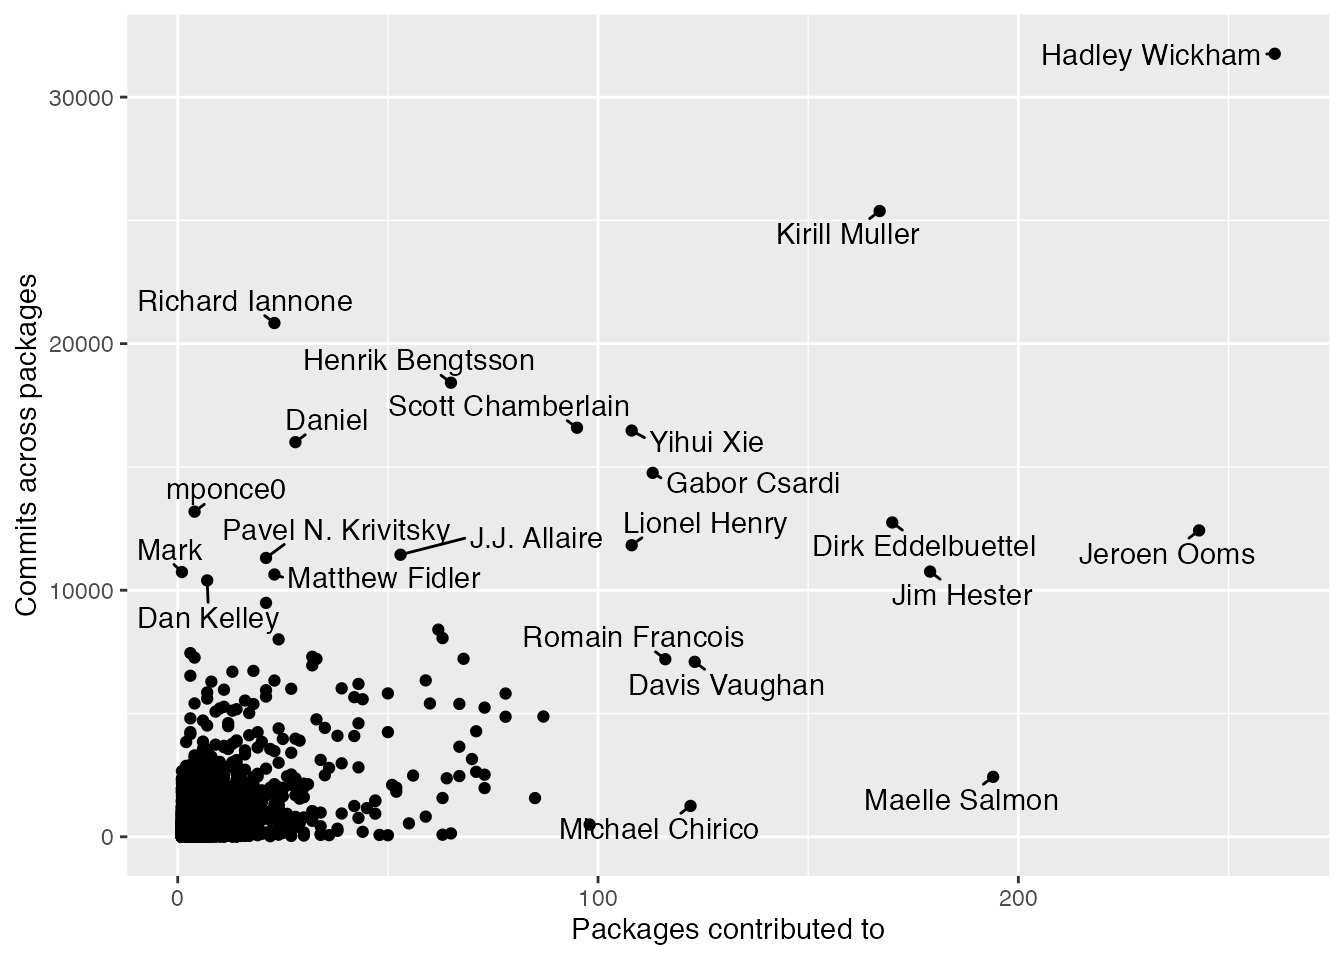 Hadley Wickham
30000
Kirill Muller
Richard Iannone
20000
Henrik Bengtsson
Scott Chamberlain
Daniel
Yihui Xie
Gabor Csardi
mponce0
Pavel N. Krivitsky
Lionel Henry
J.J. Allaire
Dirk Eddelbuettel
Mark
Jeroen Ooms
Matthew Fidler
10000
Jim Hester
Dan Kelley
Romain Francois
Davis Vaughan
Maelle Salmon
Michael Chirico
0
0
100
200
Packages contributed to
Commits across packages